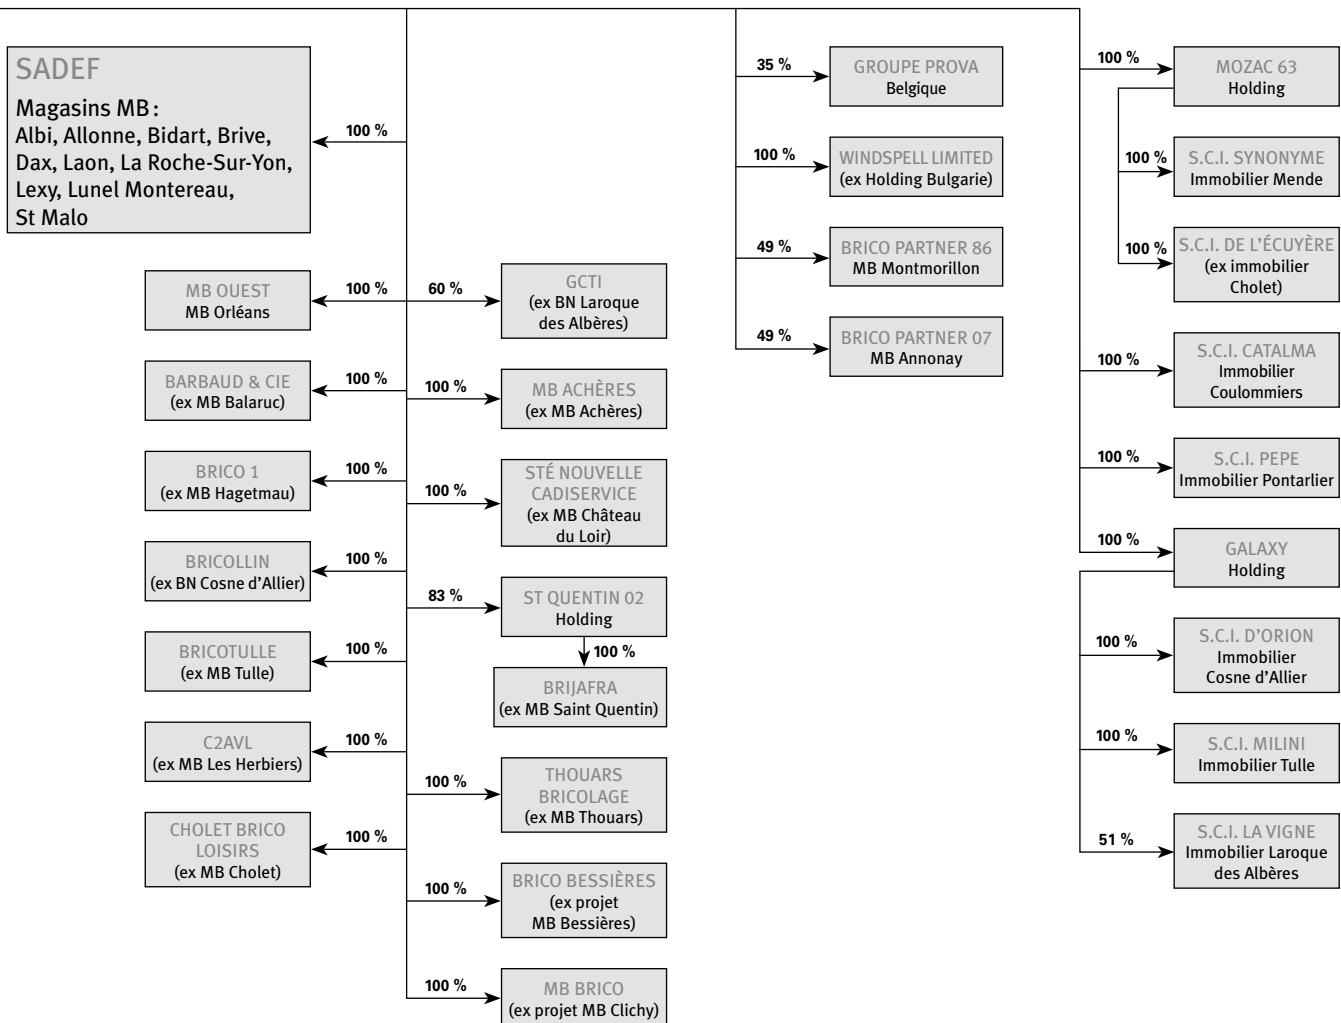 SADEF
Magasins MB :
Albi, Allonne, Bidart, Brive,
Dax, Laon, La Roche-Sur-Yon,
Lexy, Lunel Montereau,
St Malo
100 %
MB OUEST
MB Orléans
100 %
BARBAUD & CIE
(ex MB Balaruc)
100 %
BRICO 1
(ex MB Hagetmau)
100 %
BRICOLLIN
(ex BN Cosne d’Allier)
100 %
BRICOTULLE
(ex MB Tulle)
100 %
C2AVL
(ex MB Les Herbiers)
100 %
CHOLET BRICO
LOISIRS
(ex MB Cholet)
100 %
60 %
GCTI
(ex BN Laroque
des Albères)
100 %
MB ACHÈRES
(ex MB Achères)
100 %
STÉ NOUVELLE
CADISERVICE
(ex MB Château
du Loir)
83 %
ST QUENTIN 02
Holding
100 %
BRIJAFRA
(ex MB Saint Quentin)
100 %
THOUARS
BRICOLAGE
(ex MB Thouars)
100 %
BRICO BESSIÈRES
(ex projet
MB Bessières)
100 %
MB BRICO
(ex projet MB Clichy)
35 %
GROUPE PROVA
Belgique
100 %
WINDSPELL LIMITED
(ex Holding Bulgarie)
49 %
BRICO PARTNER 86
MB Montmorillon
49 %
BRICO PARTNER 07
MB Annonay
100 %
MOZAC 63
Holding
100 %
S.C.I. SYNONYME
Immobilier Mende
100 %
S.C.I. DE L’ÉCUYÈRE
(ex immobilier
Cholet)
100 %
S.C.I. CATALMA
Immobilier
Coulommiers
100 %
S.C.I. PEPE
Immobilier Pontarlier
100 %
GALAXY
Holding
100 %
S.C.I. D’ORION
Immobilier
Cosne d’Allier
100 %
S.C.I. MILINI
Immobilier Tulle
51 %
S.C.I. LA VIGNE
Immobilier Laroque
des Albères